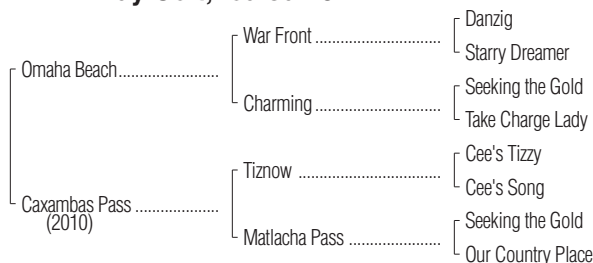 Danzig
War Front
Starry Dreamer
Omaha Beach
Seeking the Gold
Charming
Take Charge Lady
Cee's Tizzy
Tiznow
Cee's Song
Caxambas Pass
(2010)
Seeking the Gold
Matlacha Pass
Our Country Place